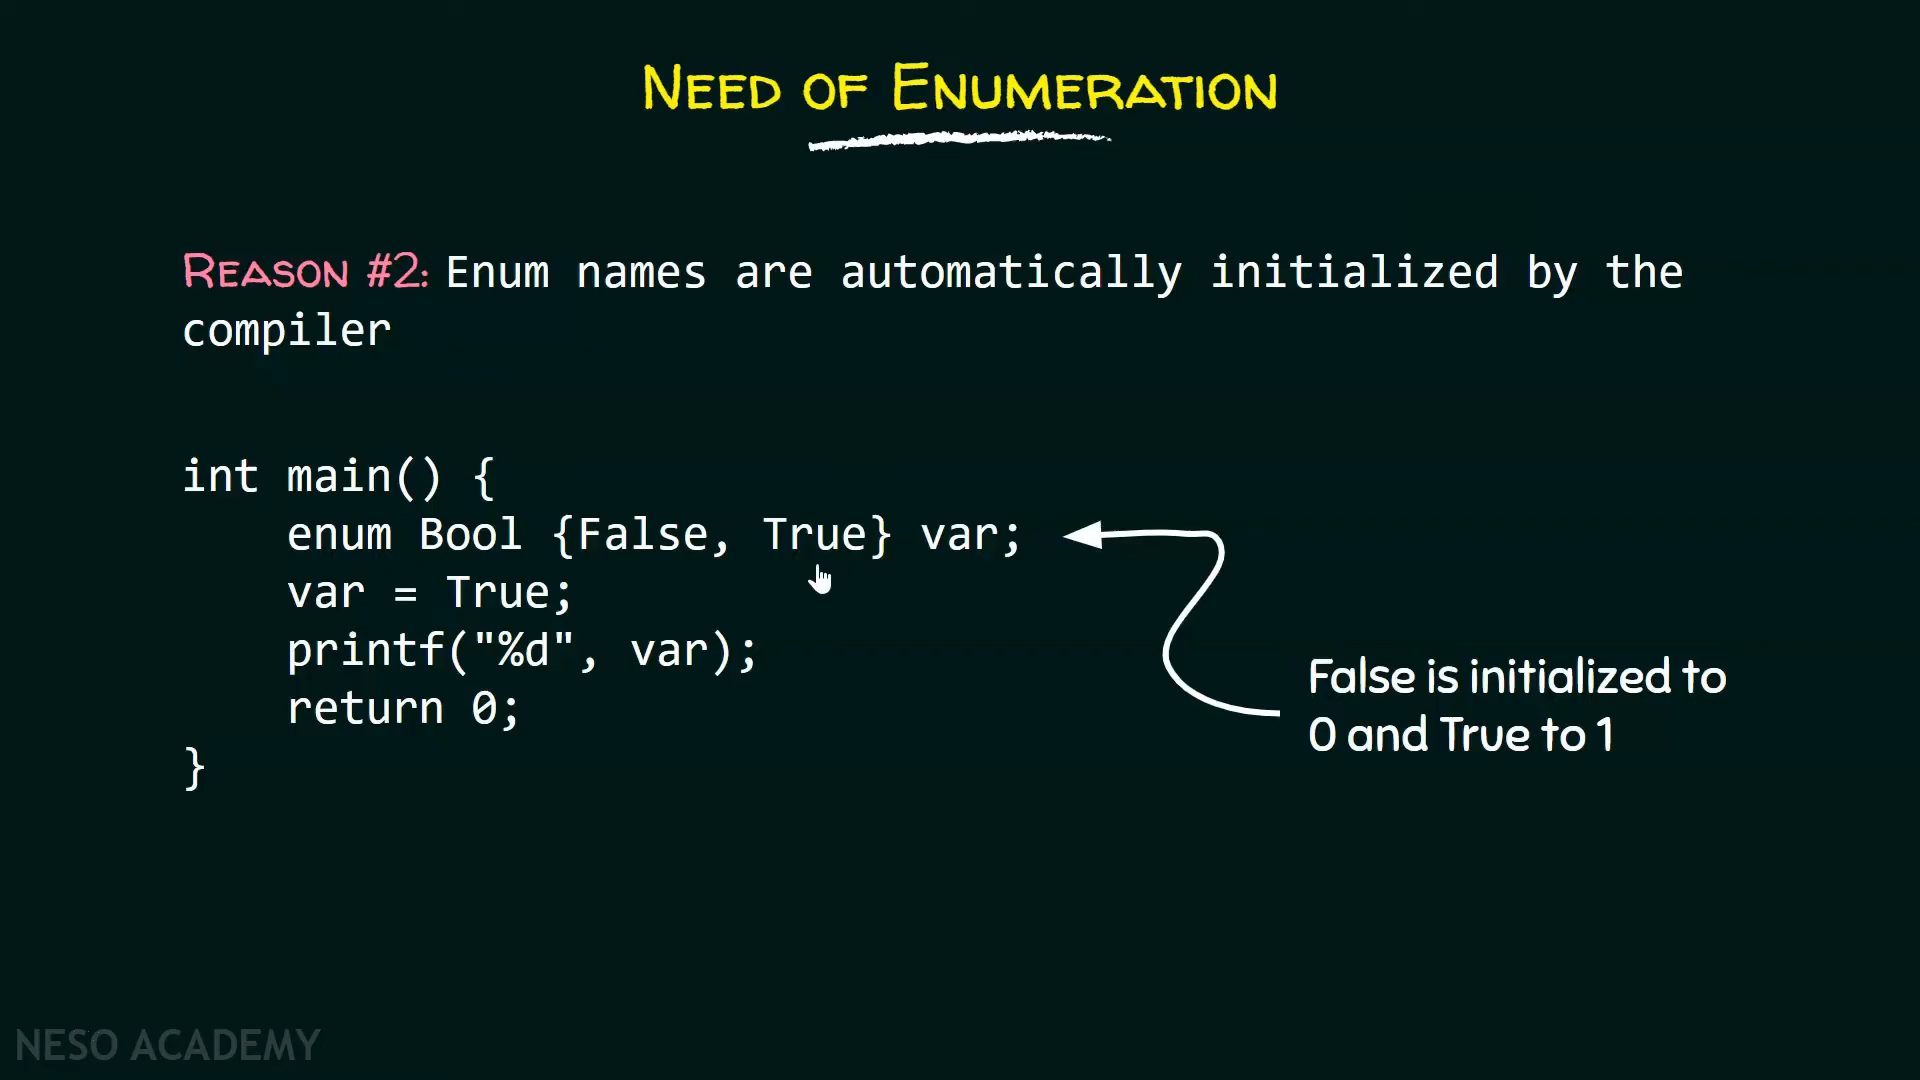 NEED OF ENUMERATION
REASON #2: Enum names are automatically initialized by the
compiler
int main() {
enum Bool {False, True} var;
var = True;
printf("%d", var);
return 0;
}
False is initialized to
0 and True to 1
NESO ACADEMY